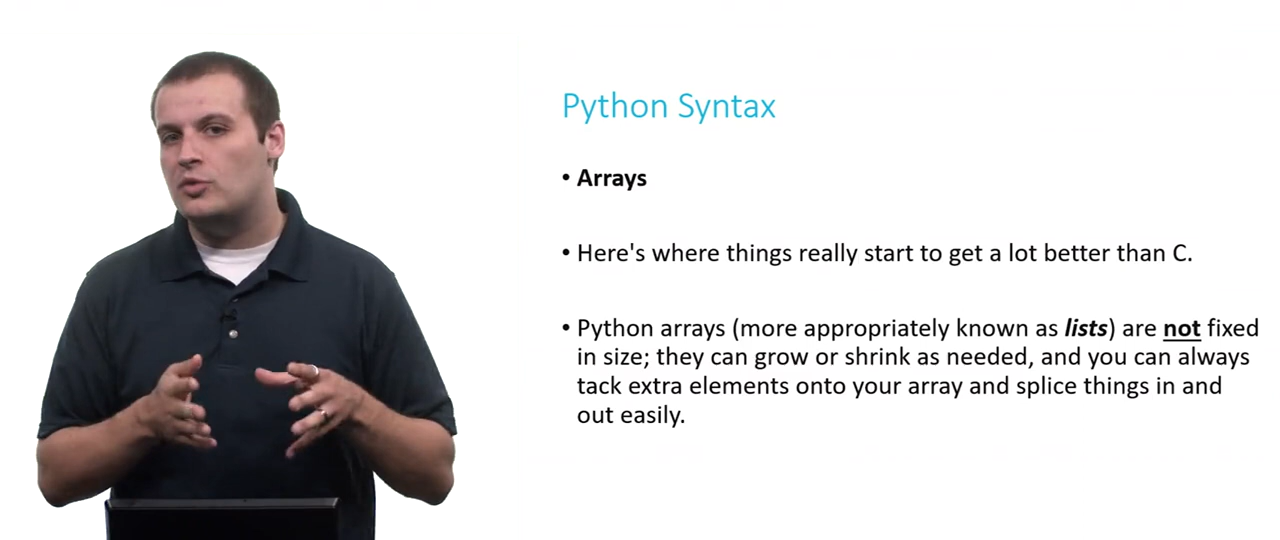 Python Syntax
• Arrays
• Here's where things really start to get a lot better than C.
• Python arrays (more appropriately known as lists) are not fixed
in size; they can grow or shrink as needed, and you can always
tack extra elements onto your array and splice things in and
out easily.